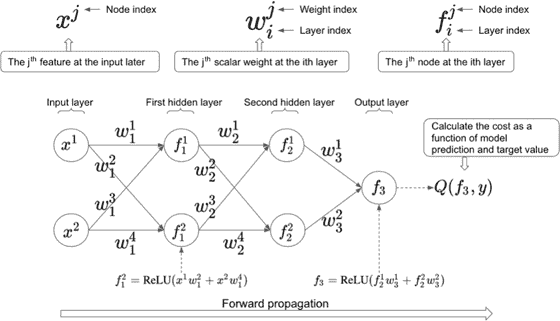 x^j
Node index
w_i^j
Weight index
Layer index
f_i^j
Node index
Layer index
The j^th feature at the input later
The j^th scalar weight at the ith layer
The j^th node at the ith layer
Input layer
First hidden layer
Second hidden layer
Output layer
Calculate the cost as a
function of model
prediction and target value
x^1
w_1^1
f_1^1
w_2^1
f_2^1
w_3^1
w_1^2
w_2^2
f_3
Q(f_3, y)
w_1^3
w_2^3
w_3^2
x^2
w_1^4
f_1^2
w_2^4
f_2^2
f_1^2 = ReLU(x^1 w_1^2 + x^2 w_1^4)
f_3 = ReLU(f_2^1 w_3^1 + f_2^2 w_3^2)
Forward propagation